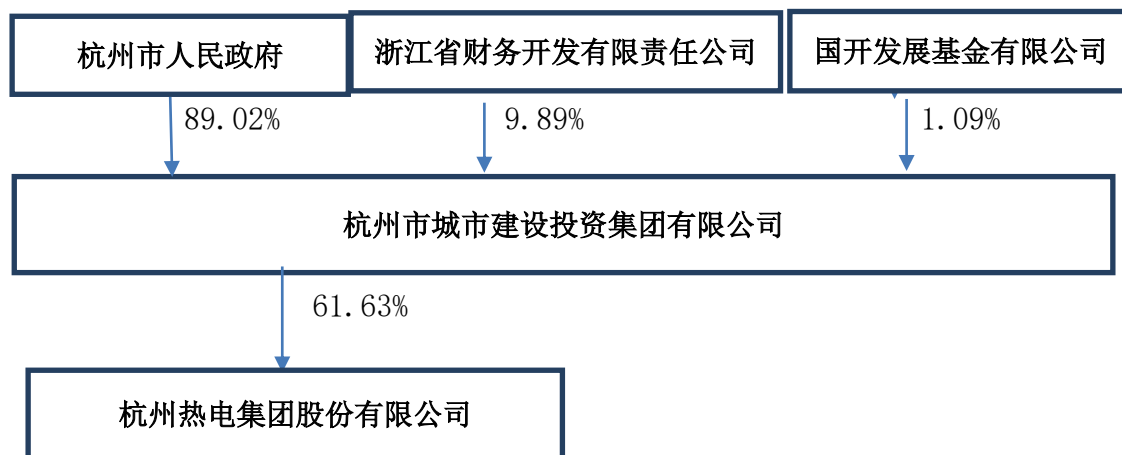 杭州市人民政府
浙江省财务开发有限责任公司
国开发展基金有限公司
89.02%
9.89%
1.09%
杭州市城市建设投资集团有限公司
61.63%
杭州热电集团股份有限公司